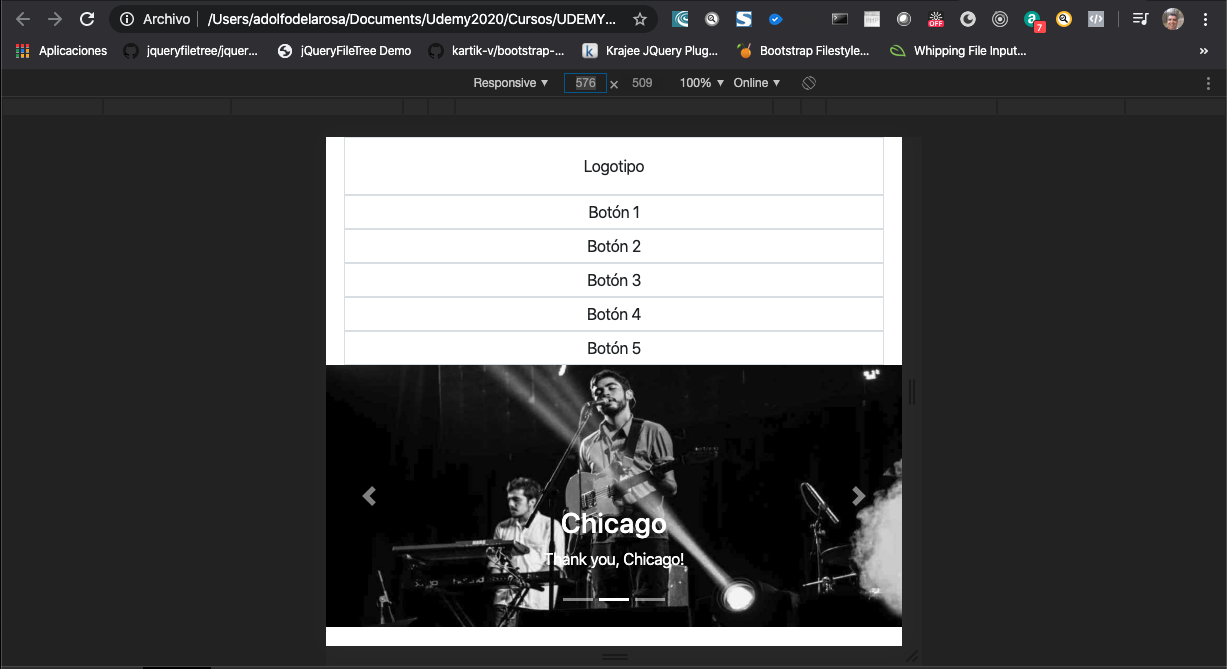 Archivo /Users/adolfodelarosa/Documents/Udemy2020/Cursos/UDEMY... OFF a 7
Aplicaciones jqueryfiletree/jquer... jQueryFileTree Demo kartik-v/bootstrap-... k Krajee JQuery Plug... Bootstrap Filestyle... Whipping File Input... »
Responsive ▼ 576 × 509 100% ▼ Online ▼
Logotipo
Botón 1
Botón 2
Botón 3
Botón 4
Botón 5
Chicago
Thank you, Chicago!